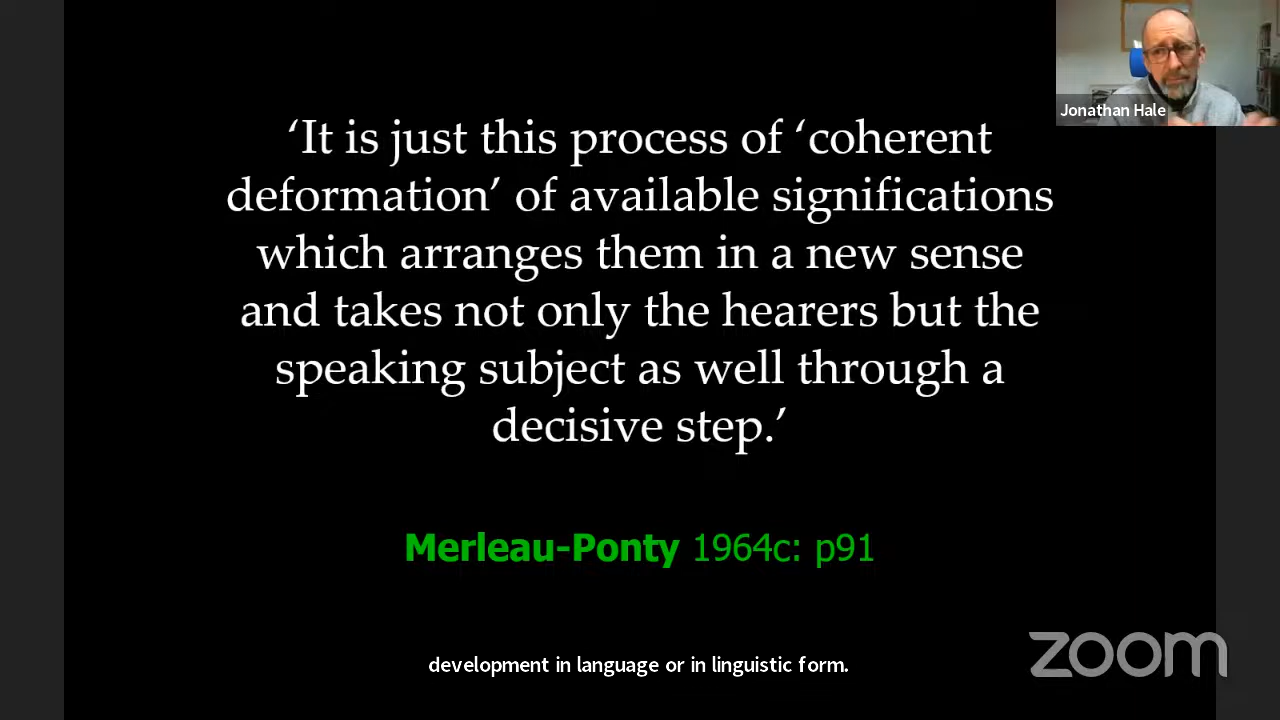 Jonathan Hale
‘It is just this process of ‘coherent
deformation’ of available significations
which arranges them in a new sense
and takes not only the hearers but the
speaking subject as well through a
decisive step.’
Merleau-Ponty 1964c: p91
development in language or in linguistic form.
zoom